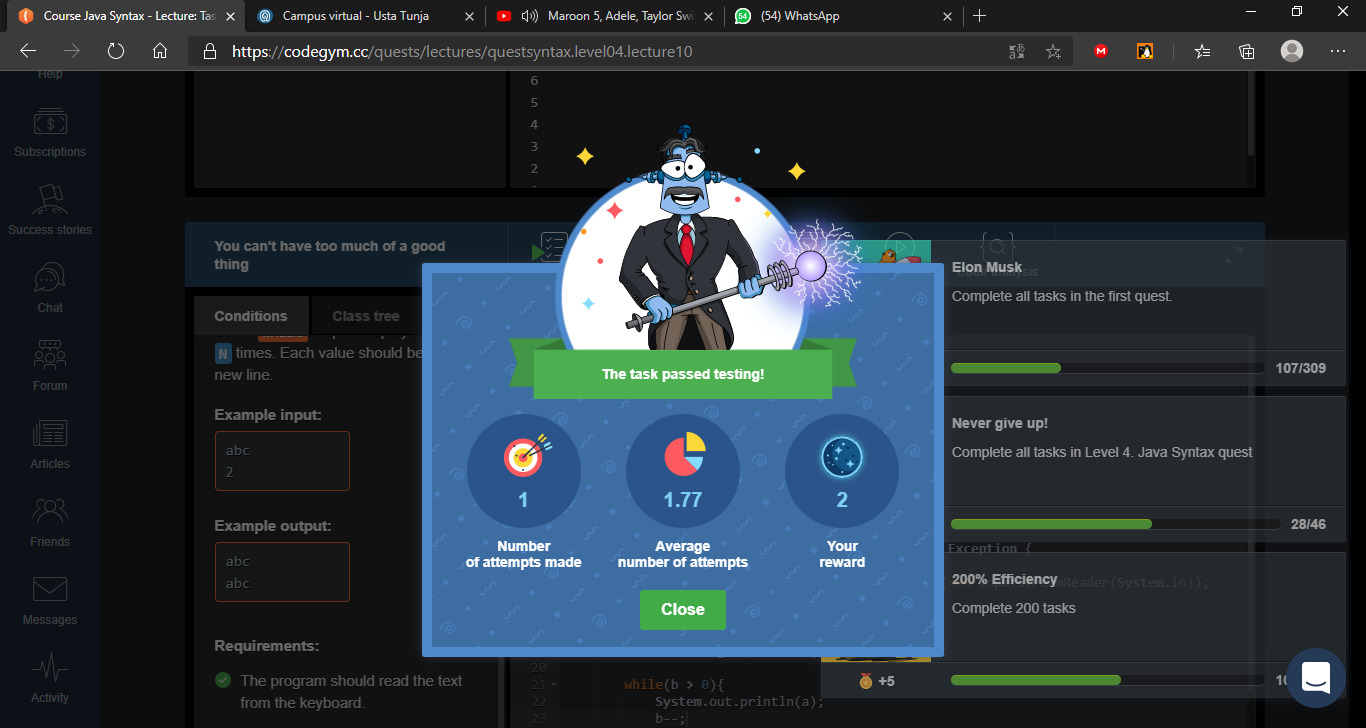 Course Java Syntax - Lecture: Tas
Campus virtual - Usta Tunja
Maroon 5, Adele, Taylor Swi
54
(54) WhatsApp
https://codegym.cc/quests/lectures/questsyntax.level04.lecture10
Help
Subscriptions
Success stories
Chat
Forum
Articles
Friends
Messages
Activity
6
5
4
3
2
You can't have too much of a good
thing
Conditions
Class tree
N times. Each value should be
new line.
Example input:
abc
2
Example output:
abc
abc
Requirements:
The program should read the text
from the keyboard.
The task passed testing!
1
1.77
2
Number
of attempts made
Average
number of attempts
Your
reward
Close
Elon Musk
Complete all tasks in the first quest.
107/309
Never give up!
Complete all tasks in Level 4. Java Syntax quest
28/46
Exception {
Reader(System.in));
200% Efficiency
Complete 200 tasks
+5
20
21
while(b > 0){
22
System.out.println(a);
23
b--;